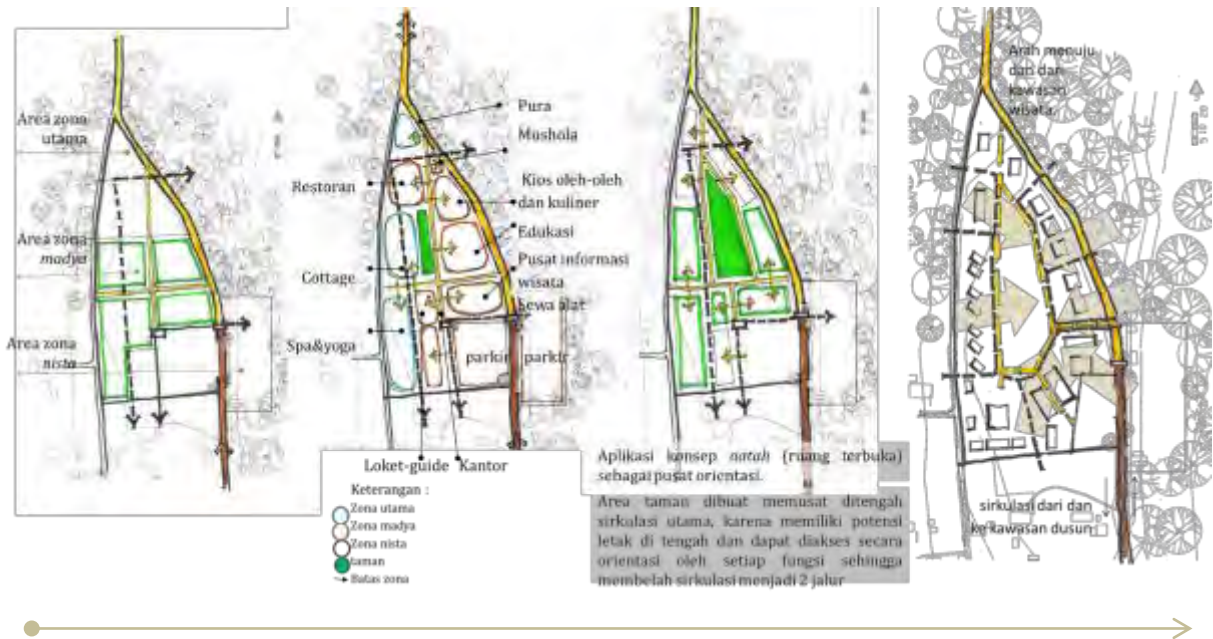 Area zona
utama
Area zona
madya
Area zona
nista
Pura
Mushola
Restoran
Kios oleh-oleh
dan kuliner
Edukasi
Pusat informasi
wisata
Cottage
Sewa alat
Spa&yoga
parkir
parkir
Loket-guide
Kantor
Keterangan :
Zona utama
Zona madya
Zona nista
taman
Batas zona
Aplikasi konsep natah (ruang terbuka)
sebagai pusat orientasi.
Area taman dibuat memusat ditengah
sirkulasi utama, karena memiliki potensi
letak di tengah dan dapat diakses secara
orientasi oleh setiap fungsi sehingga
membelah sirkulasi menjadi 2 jalur
Arah menuju
dan dan
kawasan
wisata.
sirkulasi dari dan
ke kawasan dusun